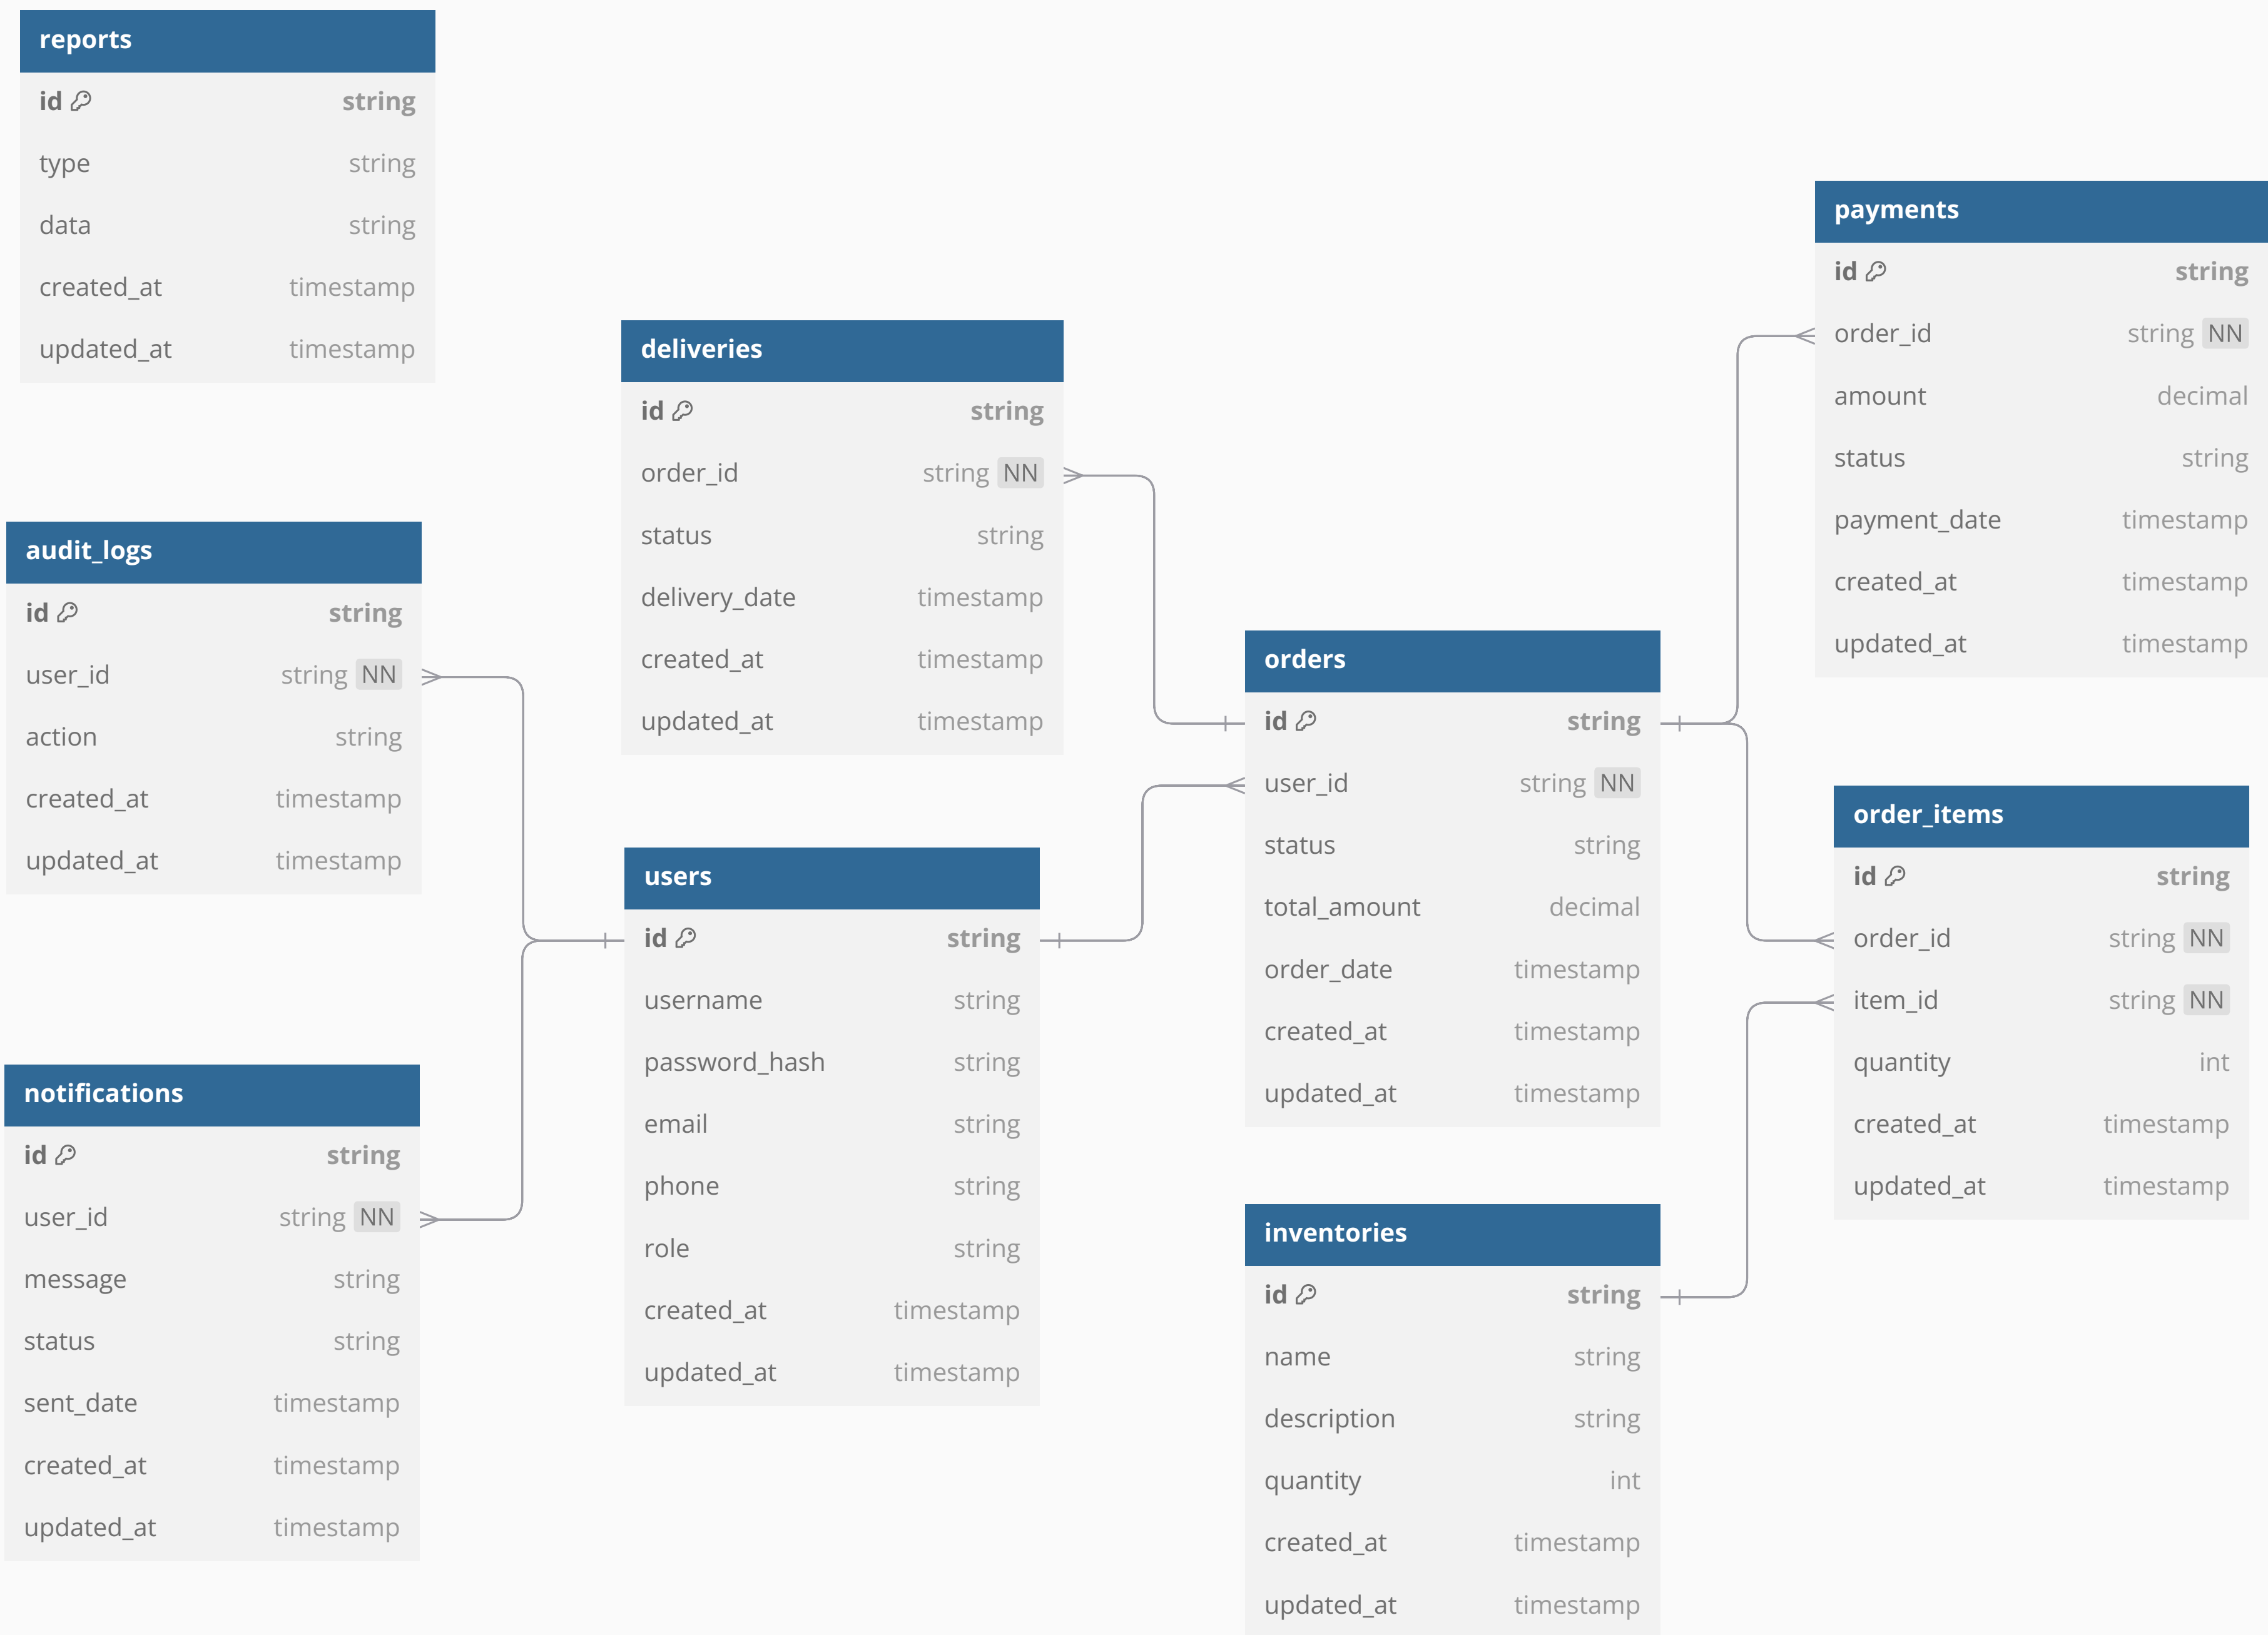 reports
id string
type string
data string
created_at timestamp
updated_at timestamp
audit_logs
id string
user_id string NN
action string
created_at timestamp
updated_at timestamp
notifications
id string
user_id string NN
message string
status string
sent_date timestamp
created_at timestamp
updated_at timestamp
deliveries
id string
order_id string NN
status string
delivery_date timestamp
created_at timestamp
updated_at timestamp
users
id string
username string
password_hash string
email string
phone string
role string
created_at timestamp
updated_at timestamp
orders
id string
user_id string NN
status string
total_amount decimal
order_date timestamp
created_at timestamp
updated_at timestamp
inventories
id string
name string
description string
quantity int
created_at timestamp
updated_at timestamp
payments
id string
order_id string NN
amount decimal
status string
payment_date timestamp
created_at timestamp
updated_at timestamp
order_items
id string
order_id string NN
item_id string NN
quantity int
created_at timestamp
updated_at timestamp